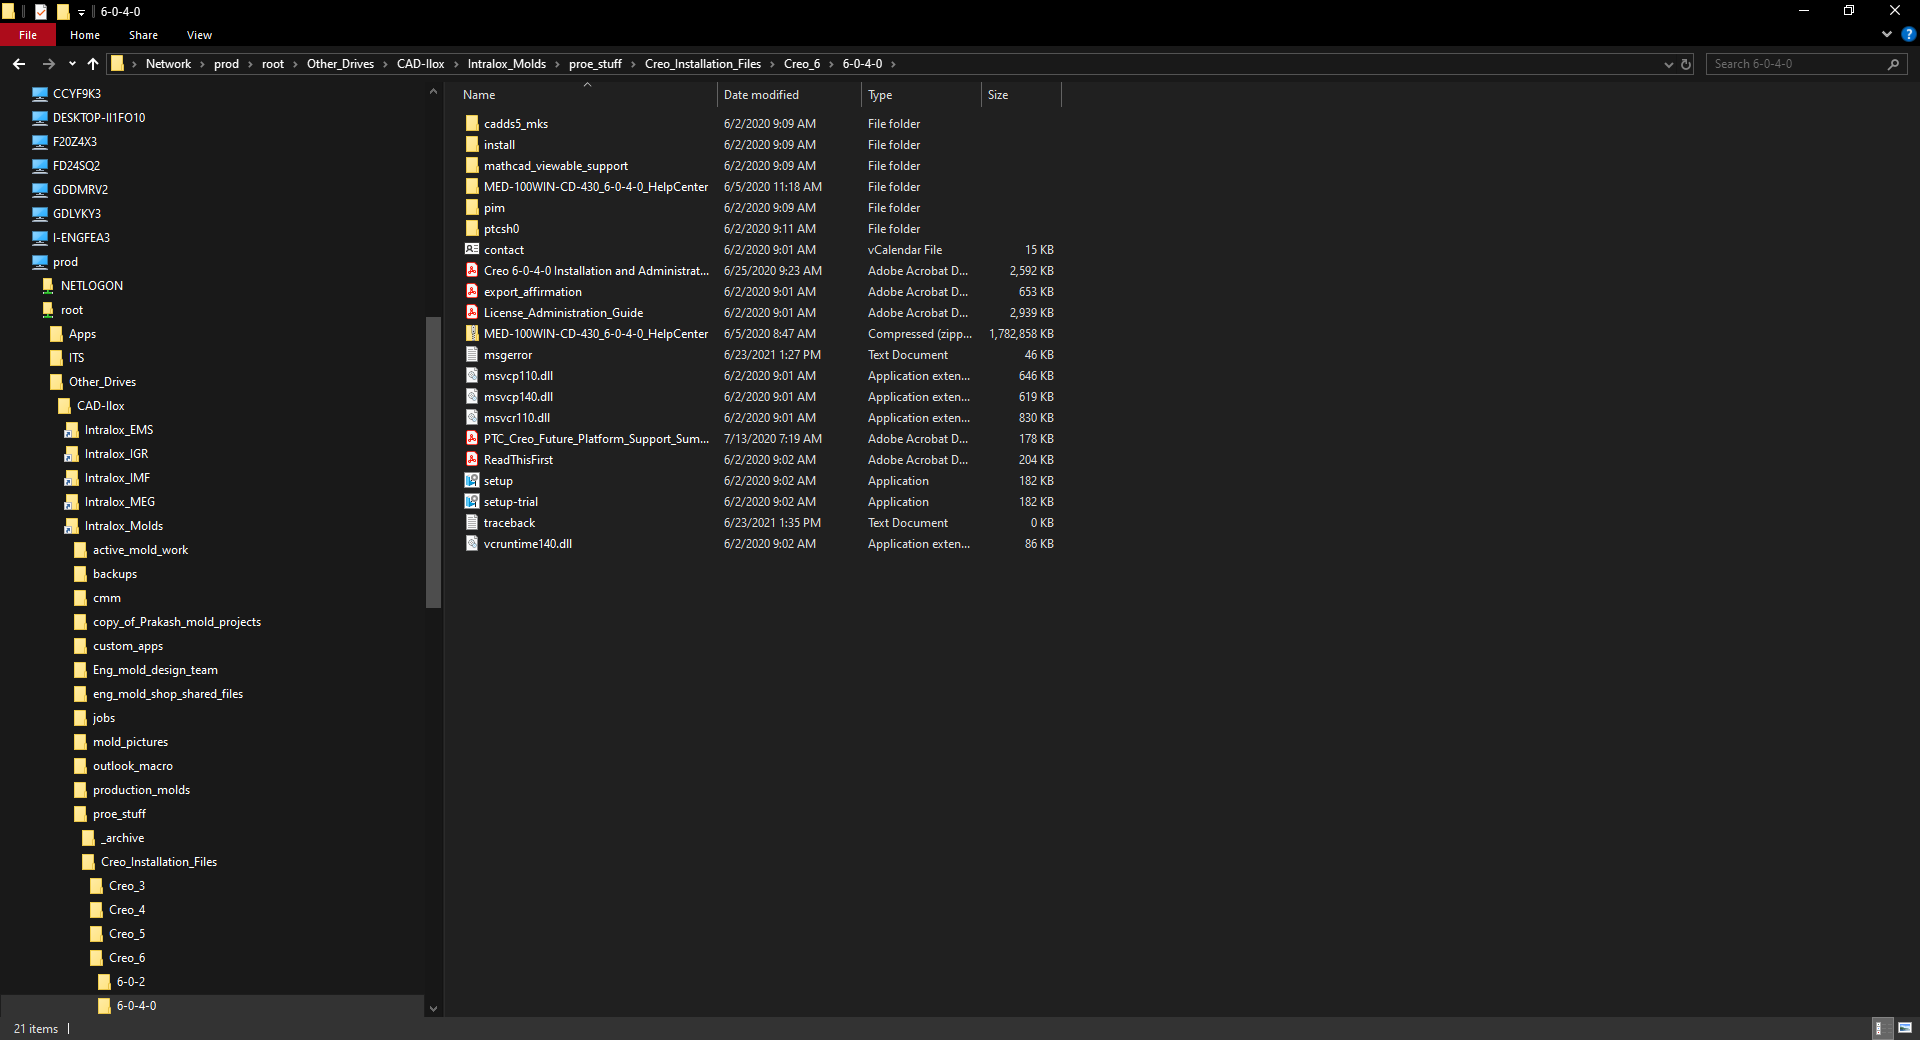 6-0-4-0
File Home Share View
Network prod root Other_Drives CAD-Ilox Intralox_Molds proe_stuff Creo_Installation_Files Creo_6 6-0-4-0
Search 6-0-4-0
CCYF9K3
DESKTOP-II1FO10
F20Z4X3
FD24SQ2
GDDMRV2
GDLYKY3
I-ENGFEA3
prod
NETLOGON
root
Apps
ITS
Other_Drives
CAD-Ilox
Intralox_EMS
Intralox_IGR
Intralox_IMF
Intralox_MEG
Intralox_Molds
active_mold_work
backups
cmm
copy_of_Prakash_mold_projects
custom_apps
Eng_mold_design_team
eng_mold_shop_shared_files
jobs
mold_pictures
outlook_macro
production_molds
proe_stuff
_archive
Creo_Installation_Files
Creo_3
Creo_4
Creo_5
Creo_6
6-0-2
6-0-4-0
Name Date modified Type Size
cadds5_mks 6/2/2020 9:09 AM File folder
install 6/2/2020 9:09 AM File folder
mathcad_viewable_support 6/2/2020 9:09 AM File folder
MED-100WIN-CD-430_6-0-4-0_HelpCenter 6/5/2020 11:18 AM File folder
pim 6/2/2020 9:09 AM File folder
ptcsh0 6/2/2020 9:11 AM File folder
contact 6/2/2020 9:01 AM vCalendar File 15 KB
Creo 6-0-4-0 Installation and Administrat... 6/25/2020 9:23 AM Adobe Acrobat D... 2,592 KB
export_affirmation 6/2/2020 9:01 AM Adobe Acrobat D... 653 KB
License_Administration_Guide 6/2/2020 9:01 AM Adobe Acrobat D... 2,939 KB
MED-100WIN-CD-430_6-0-4-0_HelpCenter 6/5/2020 8:47 AM Compressed (zipp... 1,782,858 KB
msgerror 6/23/2021 1:27 PM Text Document 46 KB
msvcp110.dll 6/2/2020 9:01 AM Application exten... 646 KB
msvcp140.dll 6/2/2020 9:01 AM Application exten... 619 KB
msvcr110.dll 6/2/2020 9:01 AM Application exten... 830 KB
PTC_Creo_Future_Platform_Support_Sum... 7/13/2020 7:19 AM Adobe Acrobat D... 178 KB
ReadThisFirst 6/2/2020 9:02 AM Adobe Acrobat D... 204 KB
setup 6/2/2020 9:02 AM Application 182 KB
setup-trial 6/2/2020 9:02 AM Application 182 KB
traceback 6/23/2021 1:35 PM Text Document 0 KB
vcruntime140.dll 6/2/2020 9:02 AM Application exten... 86 KB
21 items